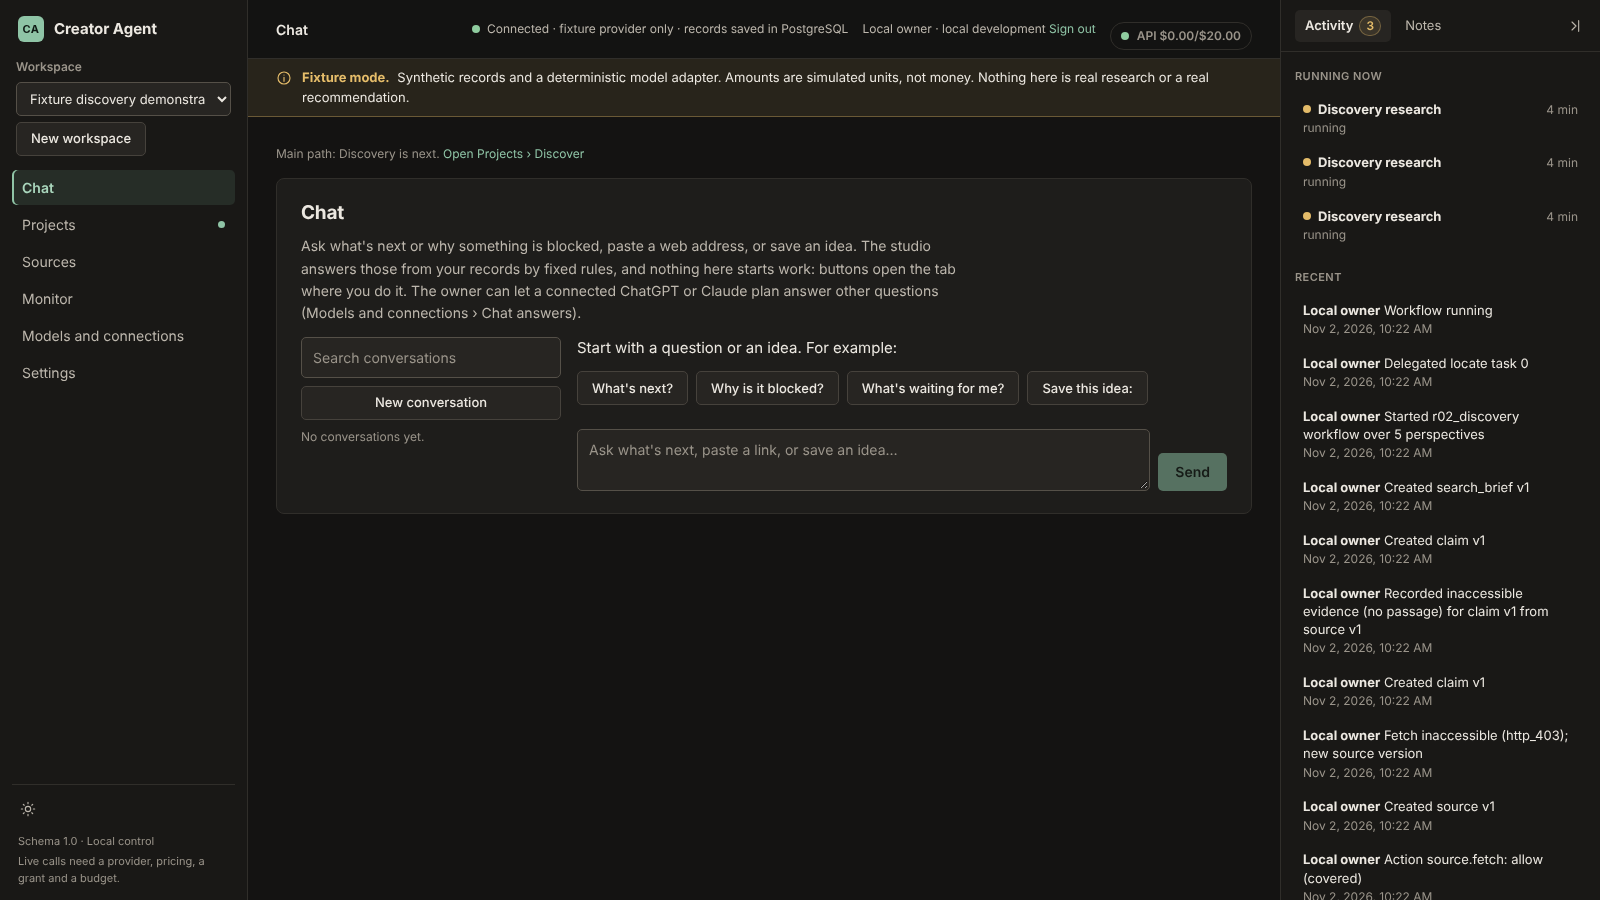 CA Creator Agent
Workspace
Fixture discovery demonstra
New workspace
Chat
Projects
Sources
Monitor
Models and connections
Settings
Schema 1.0 · Local control
Live calls need a provider, pricing, a
grant and a budget.
Chat
Connected · fixture provider only · records saved in PostgreSQL
Local owner · local development Sign out
API $0.00/$20.00
Fixture mode. Synthetic records and a deterministic model adapter. Amounts are simulated units, not money. Nothing here is real research or a real
recommendation.
Main path: Discovery is next. Open Projects › Discover
Chat
Ask what's next or why something is blocked, paste a web address, or save an idea. The studio
answers those from your records by fixed rules, and nothing here starts work: buttons open the tab
where you do it. The owner can let a connected ChatGPT or Claude plan answer other questions
(Models and connections › Chat answers).
Search conversations
New conversation
No conversations yet.
Start with a question or an idea. For example:
What's next?
Why is it blocked?
What's waiting for me?
Save this idea:
Ask what's next, paste a link, or save an idea...
Send
Activity 3
Notes
RUNNING NOW
Discovery research 4 min
running
Discovery research 4 min
running
Discovery research 4 min
running
RECENT
Local owner Workflow running
Nov 2, 2026, 10:22 AM
Local owner Delegated locate task 0
Nov 2, 2026, 10:22 AM
Local owner Started r02_discovery
workflow over 5 perspectives
Nov 2, 2026, 10:22 AM
Local owner Created search_brief v1
Nov 2, 2026, 10:22 AM
Local owner Created claim v1
Nov 2, 2026, 10:22 AM
Local owner Recorded inaccessible
evidence (no passage) for claim v1 from
source v1
Nov 2, 2026, 10:22 AM
Local owner Created claim v1
Nov 2, 2026, 10:22 AM
Local owner Fetch inaccessible (http_403);
new source version
Nov 2, 2026, 10:22 AM
Local owner Created source v1
Nov 2, 2026, 10:22 AM
Local owner Action source.fetch: allow
(covered)
Nov 2, 2026, 10:22 AM